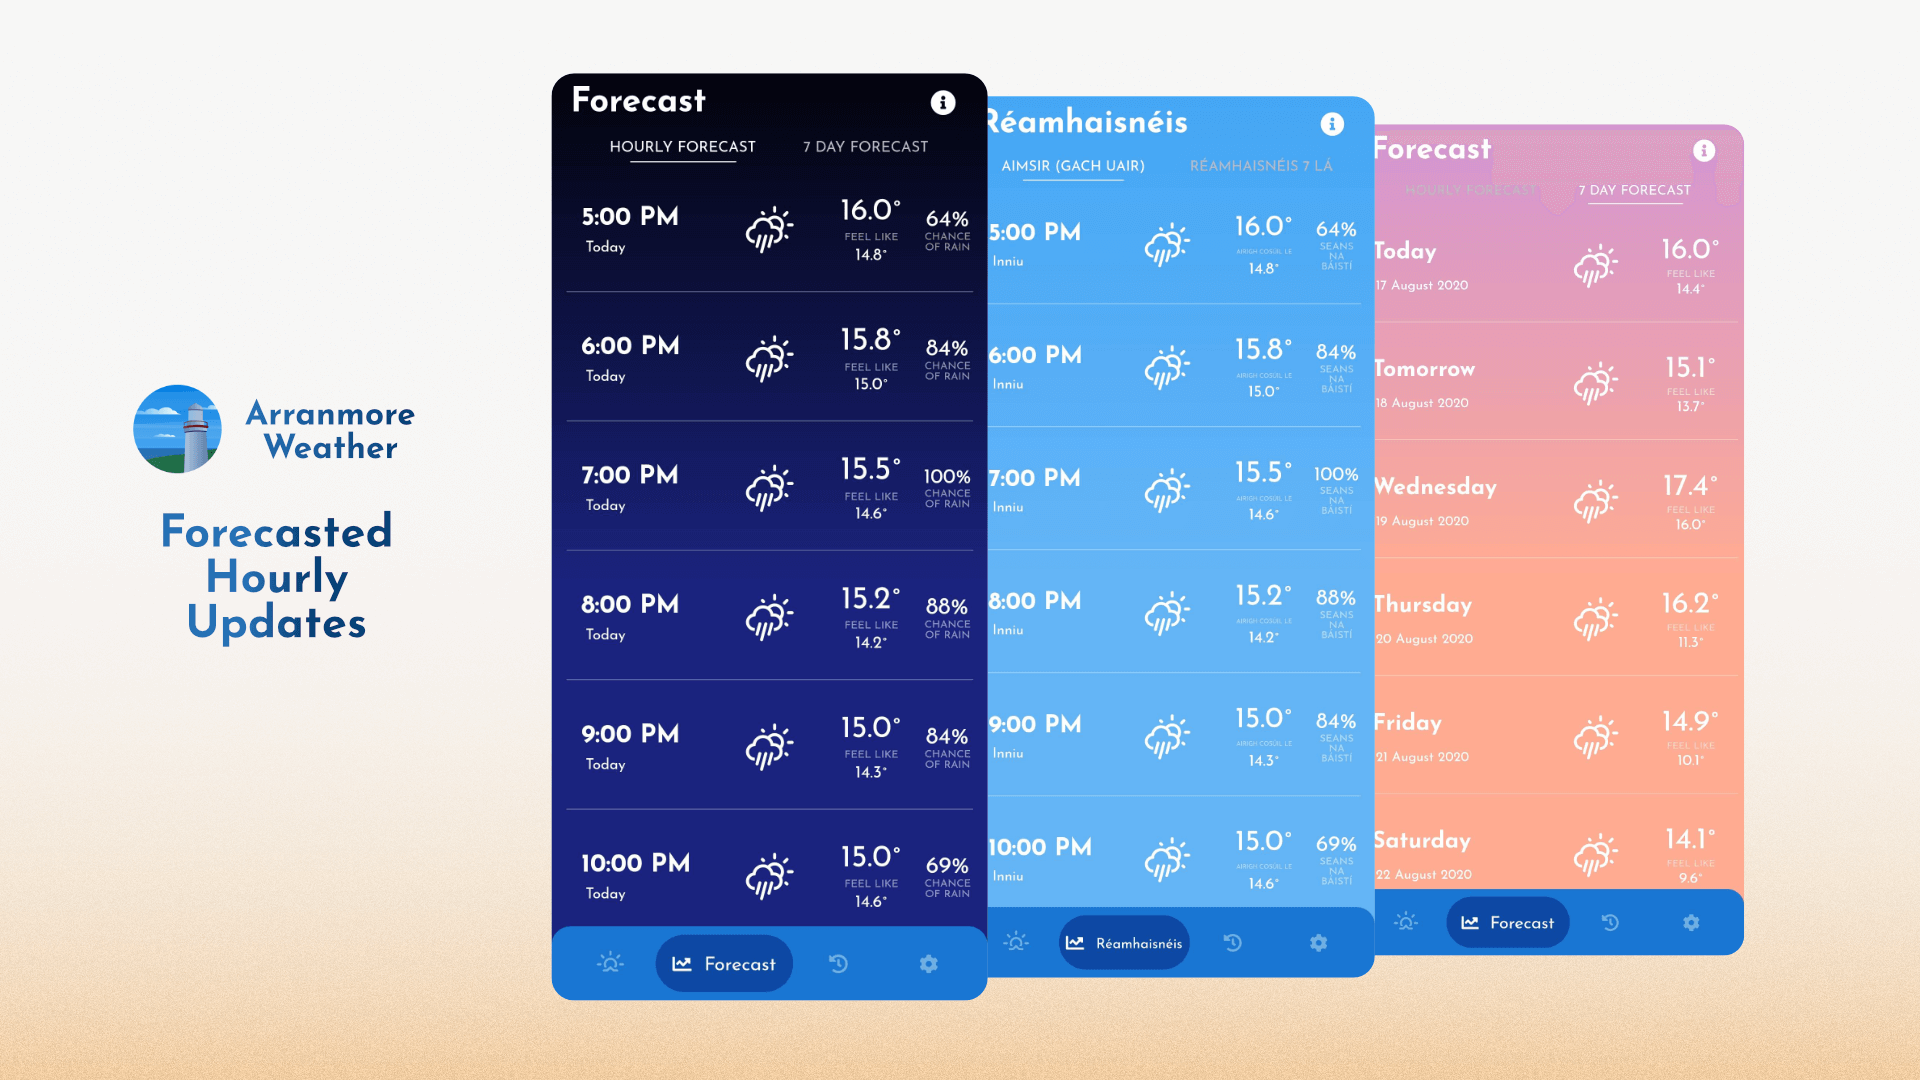 Arranmore
Weather
Forecasted
Hourly
Updates
Forecast
HOURLY FORECAST 7 DAY FORECAST
5:00 PM 16.0° 64%
Today FEEL LIKE CHANCE
14.8° OF RAIN
6:00 PM 15.8° 84%
Today FEEL LIKE CHANCE
15.0° OF RAIN
7:00 PM 15.5° 100%
Today FEEL LIKE CHANCE
14.6° OF RAIN
8:00 PM 15.2° 88%
Today FEEL LIKE CHANCE
14.2° OF RAIN
9:00 PM 15.0° 84%
Today FEEL LIKE CHANCE
14.3° OF RAIN
10:00 PM 15.0° 69%
Today FEEL LIKE CHANCE
14.6° OF RAIN
Forecast
Réamhaisnéis
AIMSIR (GACH UAIR) RÉAMHAISNÉIS 7 LÁ
5:00 PM 16.0° 64%
Inniu AIRIGH COSÚIL LE SEANS
14.8° NA
BÁISTÍ
6:00 PM 15.8° 84%
Inniu AIRIGH COSÚIL LE SEANS
15.0° NA
BÁISTÍ
7:00 PM 15.5° 100%
Inniu AIRIGH COSÚIL LE SEANS
14.6° NA
BÁISTÍ
8:00 PM 15.2° 88%
Inniu AIRIGH COSÚIL LE SEANS
14.2° NA
BÁISTÍ
9:00 PM 15.0° 84%
Inniu AIRIGH COSÚIL LE SEANS
14.3° NA
BÁISTÍ
10:00 PM 15.0° 69%
Inniu AIRIGH COSÚIL LE SEANS
14.6° NA
BÁISTÍ
Réamhaisnéis
Forecast
HOURLY FORECAST 7 DAY FORECAST
Today 16.0°
17 August 2020 FEEL LIKE
14.4°
Tomorrow 15.1°
18 August 2020 FEEL LIKE
13.7°
Wednesday 17.4°
19 August 2020 FEEL LIKE
16.0°
Thursday 16.2°
20 August 2020 FEEL LIKE
11.3°
Friday 14.9°
21 August 2020 FEEL LIKE
10.1°
Saturday 14.1°
22 August 2020 FEEL LIKE
9.6°
Forecast